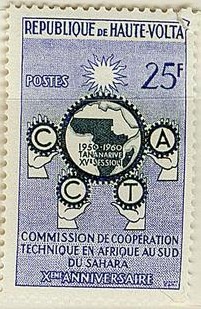 REPUBLIQUE DE HAUTE-VOLTA
POSTES 25F
1950-1960
TANANARIVE
XVE SESSION
C A
C T
COMMISSION DE COOPÉRATION
TECHNIQUE EN AFRIQUE AU SUD
DU SAHARA
XEME ANNIVERSAIRE